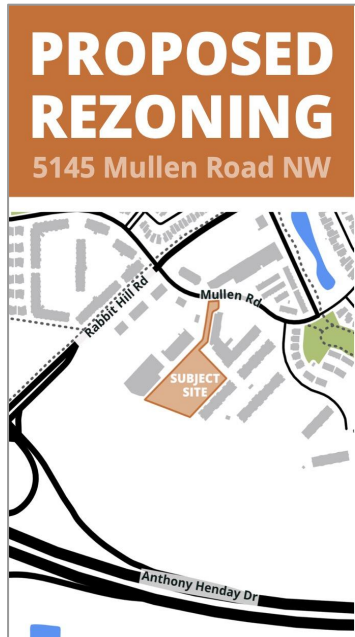 PROPOSED
REZONING
5145 Mullen Road NW
Rabbit Hill Rd
Mullen Rd
SUBJECT
SITE
Anthony Henday Dr